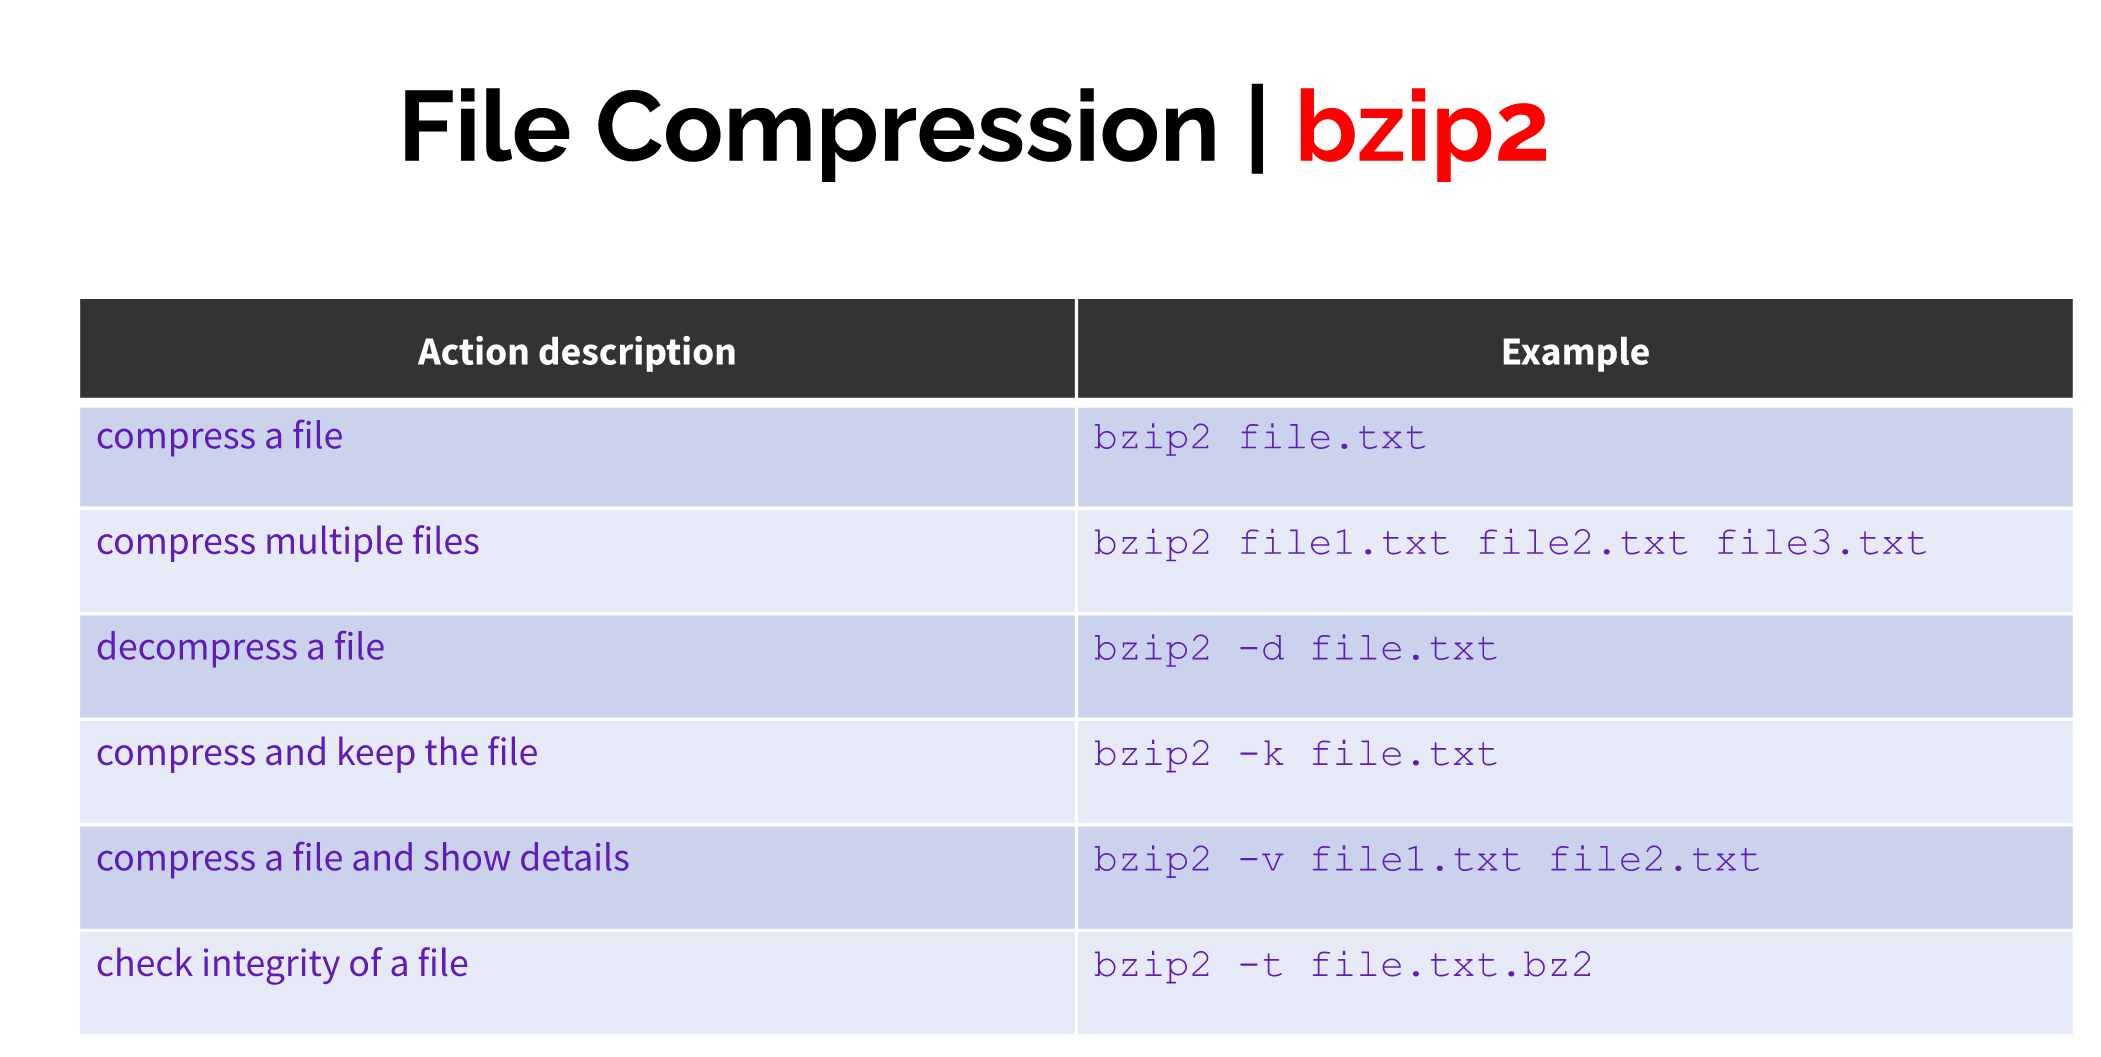 File Compression | bzip2
Action description
Example
compress a file
bzip2 file.txt
compress multiple files
bzip2 file1.txt file2.txt file3.txt
decompress a file
bzip2 -d file.txt
compress and keep the file
bzip2 -k file.txt
compress a file and show details
bzip2 -v file1.txt file2.txt
check integrity of a file
bzip2 -t file.txt.bz2